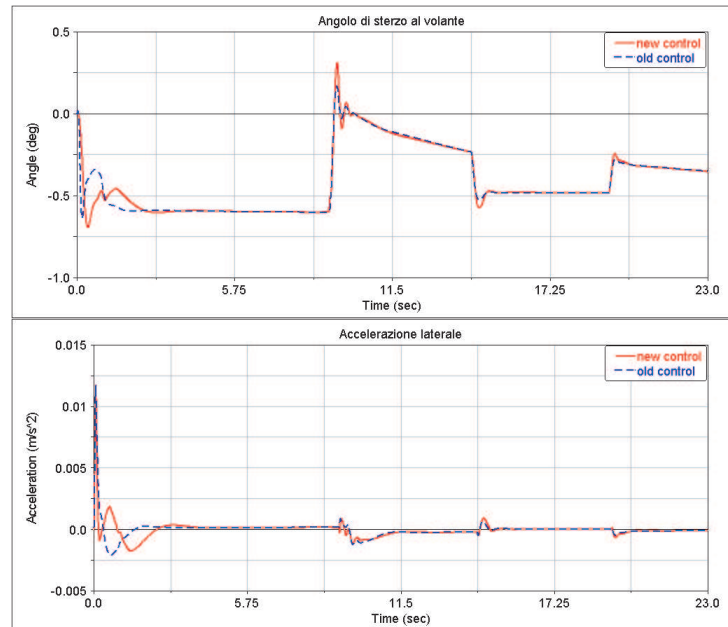 Angolo di sterzo al volante
0.5
0.0
-0.5
-1.0
Angle (deg)
new control
old control
0.0 5.75 11.5 17.25 23.0
Time (sec)
Accelerazione laterale
0.015
0.01
0.005
0.0
-0.005
Acceleration (m/s^2)
new control
old control
0.0 5.75 11.5 17.25 23.0
Time (sec)